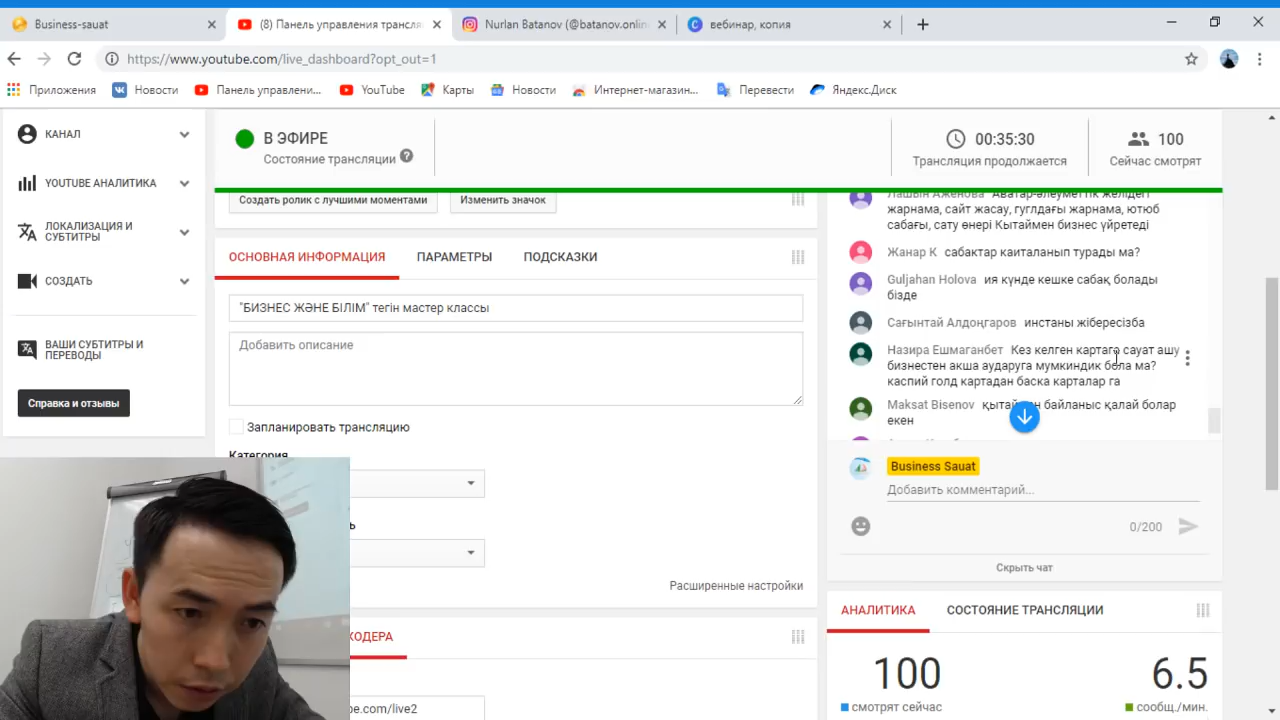 Business-sauat
(8) Панель управления трансля
Nurlan Batanov (@batanov.onlin
вебинар, копия
https://www.youtube.com/live_dashboard?opt_out=1
Приложения
Новости
Панель управлени...
YouTube
Карты
Новости
Интернет-магазин...
Перевести
Яндекс.Диск
КАНАЛ
YOUTUBE АНАЛИТИКА
ЛОКАЛИЗАЦИЯ И
СУБТИТРЫ
СОЗДАТЬ
ВАШИ СУБТИТРЫ И
ПЕРЕВОДЫ
Справка и отзывы
В ЭФИРЕ
Состояние трансляции
00:35:30
Трансляция продолжается
100
Сейчас смотрят
Создать ролик с лучшими моментами
Изменить значок
ОСНОВНАЯ ИНФОРМАЦИЯ
ПАРАМЕТРЫ
ПОДСКАЗКИ
"БИЗНЕС ЖӘНЕ БІЛІМ" тегін мастер классы
Добавить описание
Запланировать трансляцию
Категория
Расширенные настройки
КОДЕРА
be.com/live2
Лашын Аженова Аватар-әлеуметтік желідегі
жарнама, сайт жасау, гуглдағы жарнама, ютюб
сабағы, сату өнері Кытаймен бизнес үйретеді
Жанар К сабактар каиталанып турады ма?
Guljahan Holova ия күнде кешке сабақ болады
бізде
Сағынтай Алдоңгаров инстаны жібересізба
Назира Ешмаганбет Кез келген картага сауат ашу
бизнестен акша аударуга мумкиндик бола ма?
каспий голд картадан баска карталар га
Maksat Bisenov байланыс қалай болар
екен
Business Sauat
Добавить комментарий...
0/200
Скрыть чат
АНАЛИТИКА
СОСТОЯНИЕ ТРАНСЛЯЦИИ
100
смотрят сейчас
6.5
сообщ./мин.